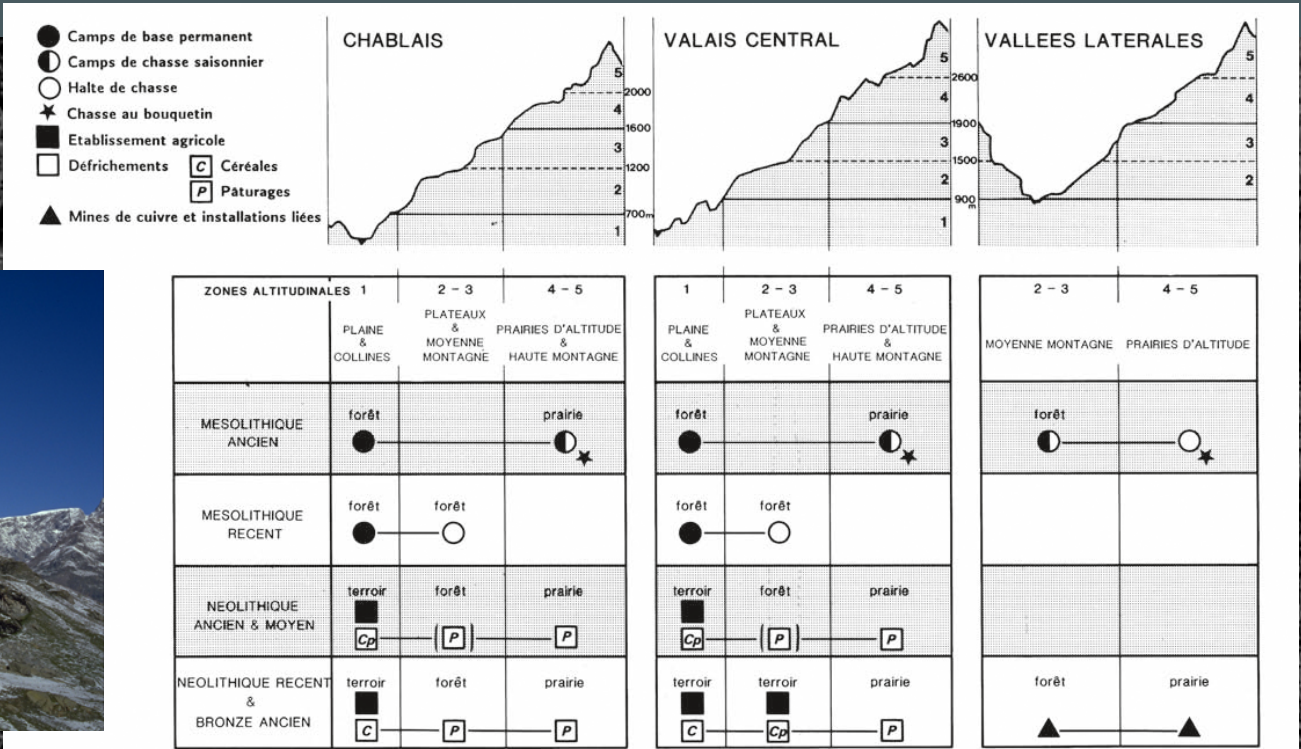 Camps de base permanent
Camps de chasse saisonnier
Halte de chasse
Chasse au bouquetin
Etablissement agricole
Défrichements
C Céréales
P Pâturages
Mines de cuivre et installations liées
CHABLAIS
5
2000
4
1600
3
1200
2
700m
1
VALAIS CENTRAL
5
2600
4
1900
3
1500
2
900
m
1
VALLEES LATERALES
5
4
3
2
ZONES ALTITUDINALES 1 2 - 3 4 - 5
PLAINE
&
COLLINES
PLATEAUX
&
MOYENNE
MONTAGNE
PRAIRIES D'ALTITUDE
&
HAUTE MONTAGNE
1 2 - 3 4 - 5
PLAINE
&
COLLINES
PLATEAUX
&
MOYENNE
MONTAGNE
PRAIRIES D'ALTITUDE
&
HAUTE MONTAGNE
2 - 3 4 - 5
MOYENNE MONTAGNE PRAIRIES D'ALTITUDE
MESOLITHIQUE
ANCIEN
forêt prairie
forêt prairie
forêt prairie
MESOLITHIQUE
RECENT
forêt forêt
forêt forêt
NEOLITHIQUE
ANCIEN & MOYEN
terroir forêt prairie
Cp (P) P
terroir forêt prairie
Cp (P) P
NEOLITHIQUE RECENT
&
BRONZE ANCIEN
terroir forêt prairie
C P P
terroir terroir prairie
C Cp P
forêt prairie